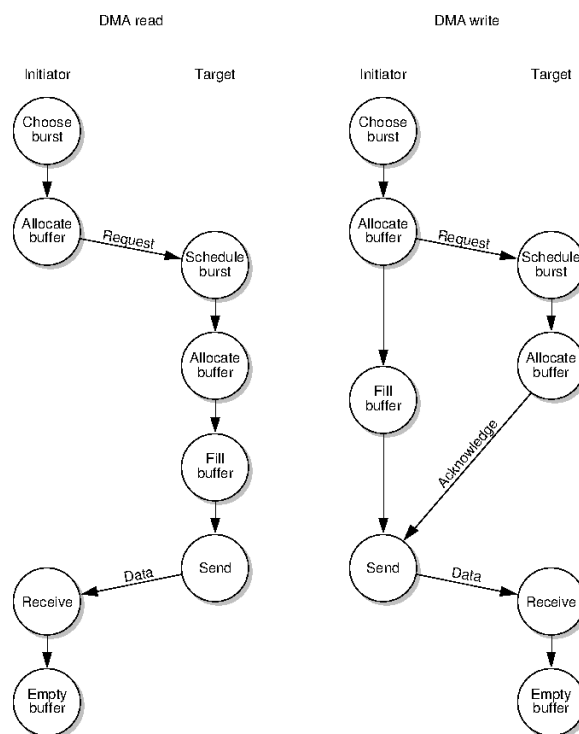 DMA read
Initiator
Target
Choose
burst
Allocate
buffer
Request
Schedule
burst
Allocate
buffer
Fill
buffer
Send
Data
Receive
Empty
buffer
DMA write
Initiator
Target
Choose
burst
Allocate
buffer
Request
Schedule
burst
Allocate
buffer
Fill
buffer
Acknowledge
Send
Data
Receive
Empty
buffer